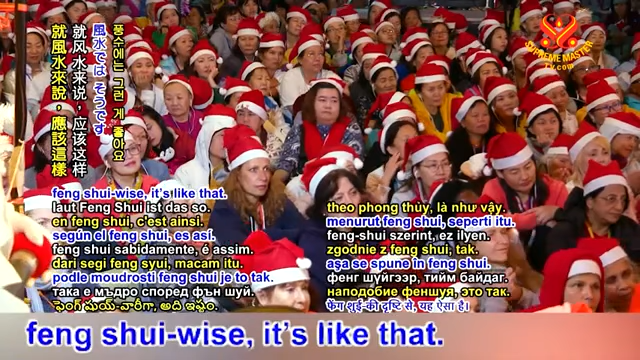 就風水來說，應該這樣
就风水来说，应该这样
風水では そうです
풍수에는 그런 게 좋아요
SUPREME MASTER
TV.com
feng shui-wise, it's like that.
laut Feng Shui ist das so.
en feng shui, c'est ainsi.
según el feng shui, es así.
feng shui sabidamente, é assim.
dari segi feng syui, macam itu.
podle moudrosti feng shui je to tak.
така е мъдро според фън шуй.
ఫెంగ్ షుయ్-వారీగా, అది ఇష్టం.
theo phong thủy, là như vậy.
menurut feng shui, seperti itu.
feng-shui szerint, ez ilyen.
zgodnie z feng shui, tak.
aşa se spune în feng shui.
фенг шуйгээр, тийм байдаг.
наподобие феншуя, это так.
फेंग शुई-की दृष्टि से, यह ऐसा है।
feng shui-wise, it's like that.